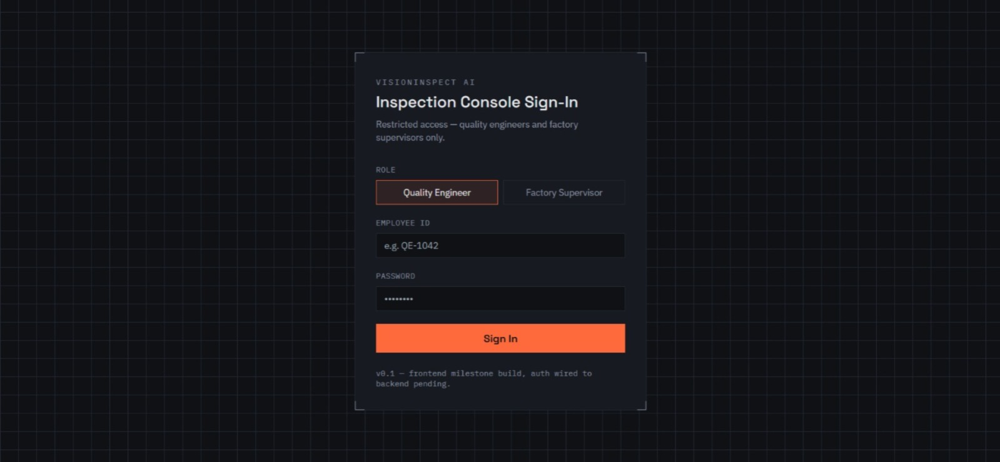 VISIONINSPECT AI
Inspection Console Sign-In
Restricted access — quality engineers and factory
supervisors only.
ROLE
Quality Engineer
Factory Supervisor
EMPLOYEE ID
e.g. QE-1042
PASSWORD
••••••••
Sign In
v0.1 — frontend milestone build, auth wired to
backend pending.